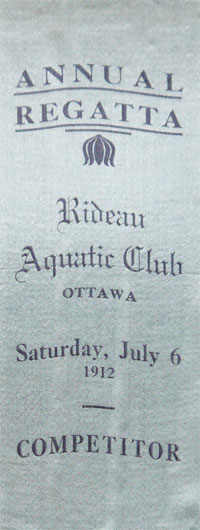 ANNUAL
REGATTA
Rideau
Aquatic Club
OTTAWA
Saturday, July 6
1912
COMPETITOR